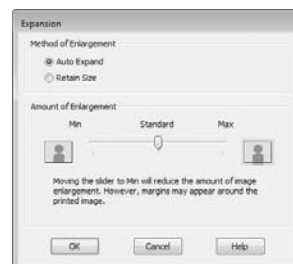 Expansion
Method of Enlargement
Auto Expand
Retain Size
Amount of Enlargement
Min Standard Max
Moving the slider to Min will reduce the amount of image
enlargement. However, margins may appear around the
printed image.
OK Cancel Help